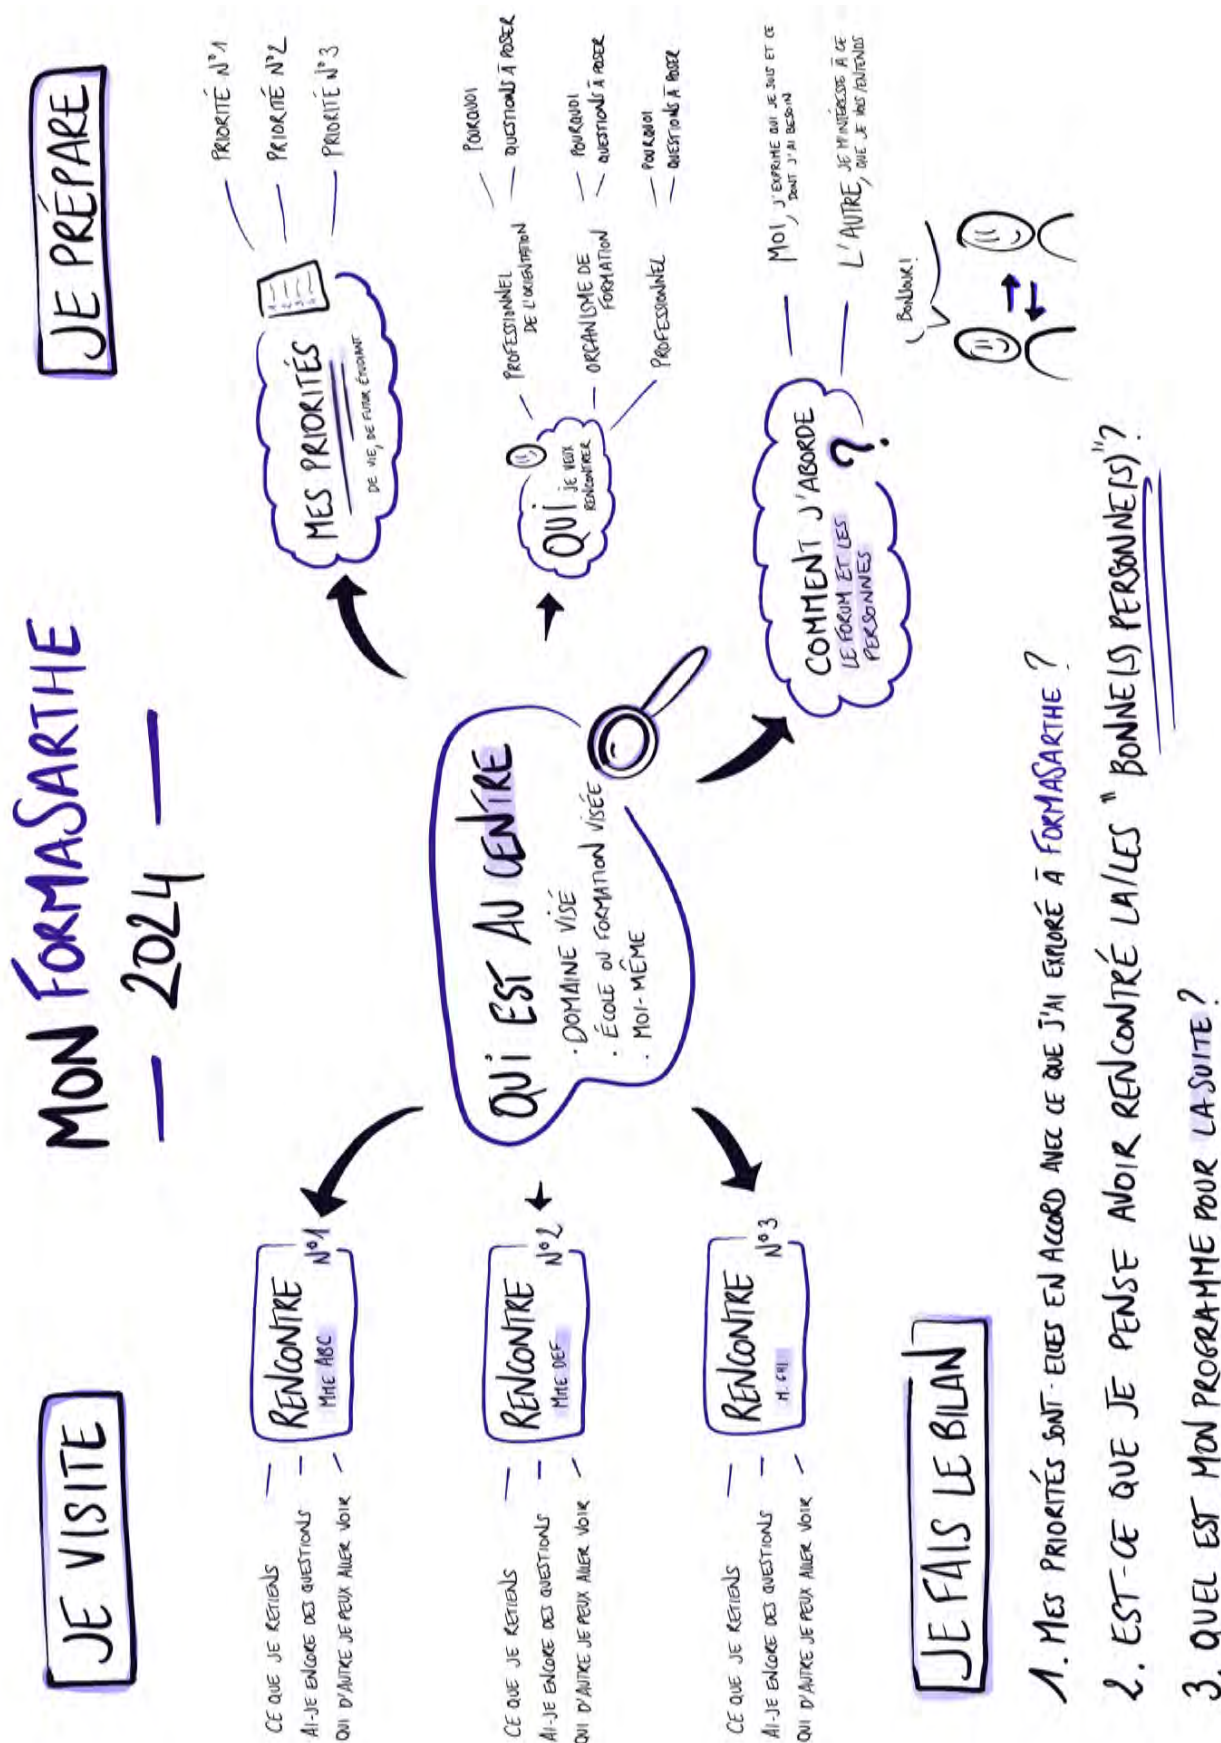 MON FORMASARTHE
— 2024 —
JE VISITE
RENCONTRE
MME ABC
N°1
CE QUE JE RETIENS
AI-JE ENCORE DES QUESTIONS
QUI D'AUTRE JE PEUX ALLER VOIR
RENCONTRE
MME DEF
N°2
CE QUE JE RETIENS
AI-JE ENCORE DES QUESTIONS
QUI D'AUTRE JE PEUX ALLER VOIR
RENCONTRE
M. GHI
N°3
CE QUE JE RETIENS
AI-JE ENCORE DES QUESTIONS
QUI D'AUTRE JE PEUX ALLER VOIR
QUI EST AU CENTRE
· DOMAINE VISÉ
· ÉCOLE OU FORMATION VISÉE
· MOI-MÊME
JE PRÉPARE
MES PRIORITÉS
DE VIE, DE FUTUR ÉTUDIANT
PRIORITÉ N°1
PRIORITÉ N°2
PRIORITÉ N°3
QUI
JE VEUX
RENCONTRER
PROFESSIONNEL
DE L'ORIENTATION
POURQUOI
QUESTIONS À POSER
ORGANISME DE
FORMATION
POURQUOI
QUESTIONS À POSER
PROFESSIONNEL
POURQUOI
QUESTIONS À POSER
COMMENT J'ABORDE
LE FORUM ET LES
PERSONNES
?
MOI, J'EXPRIME QUI JE SUIS ET CE
DONT J'AI BESOIN
L'AUTRE, JE M'INTÉRESSE À CE
QUE JE VOIS/ENTENDS
BONJOUR!
JE FAIS LE BILAN
1. MES PRIORITÉS SONT-ELLES EN ACCORD AVEC CE QUE J'AI EXPLORÉ À FORMASARTHE ?
2. EST-CE QUE JE PENSE AVOIR RENCONTRÉ LA/LES "BONNE(S) PERSONNE(S)" ?
3. QUEL EST MON PROGRAMME POUR LA SUITE ?